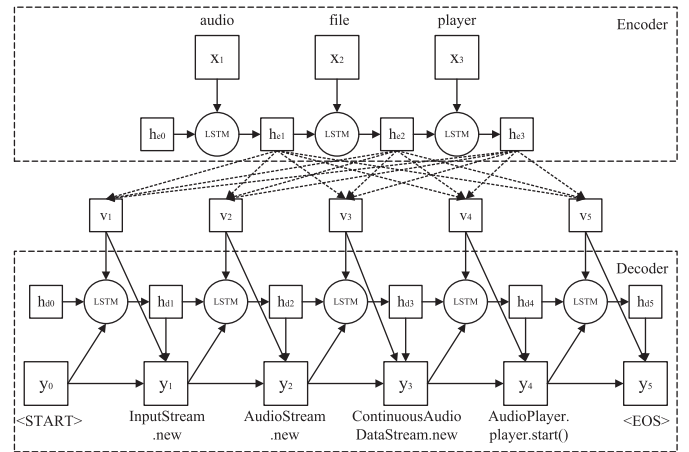 audio file player
Encoder
x1 x2 x3
he0 LSTM he1 LSTM he2 LSTM he3
v1 v2 v3 v4 v5
Decoder
hd0 LSTM hd1 LSTM hd2 LSTM hd3 LSTM hd4 LSTM hd5
y0 y1 y2 y3 y4 y5
<START> InputStream AudioStream ContinuousAudio AudioPlayer. <EOS>
.new .new DataStream.new player.start()